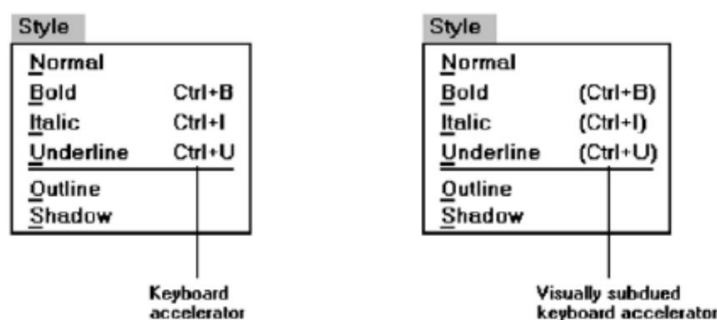 Style
Normal
Bold Ctrl+B
Italic Ctrl+I
Underline Ctrl+U
Outline
Shadow
Keyboard
accelerator
Style
Normal
Bold (Ctrl+B)
Italic (Ctrl+I)
Underline (Ctrl+U)
Outline
Shadow
Visually subdued
keyboard accelerator